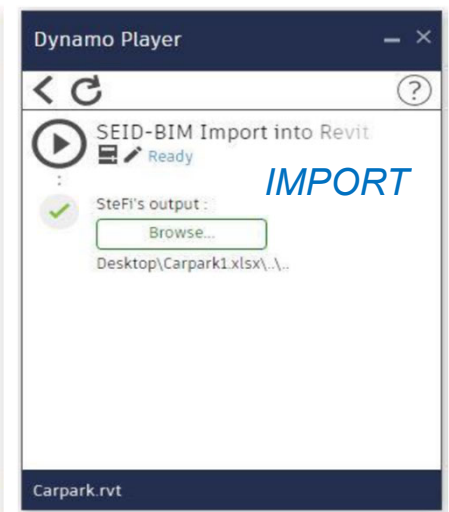 Dynamo Player
SEID-BIM Import into Revit
Ready
IMPORT
SteFi's output :
Browse...
Desktop\Carpark1.xlsx\..\..
Carpark.rvt